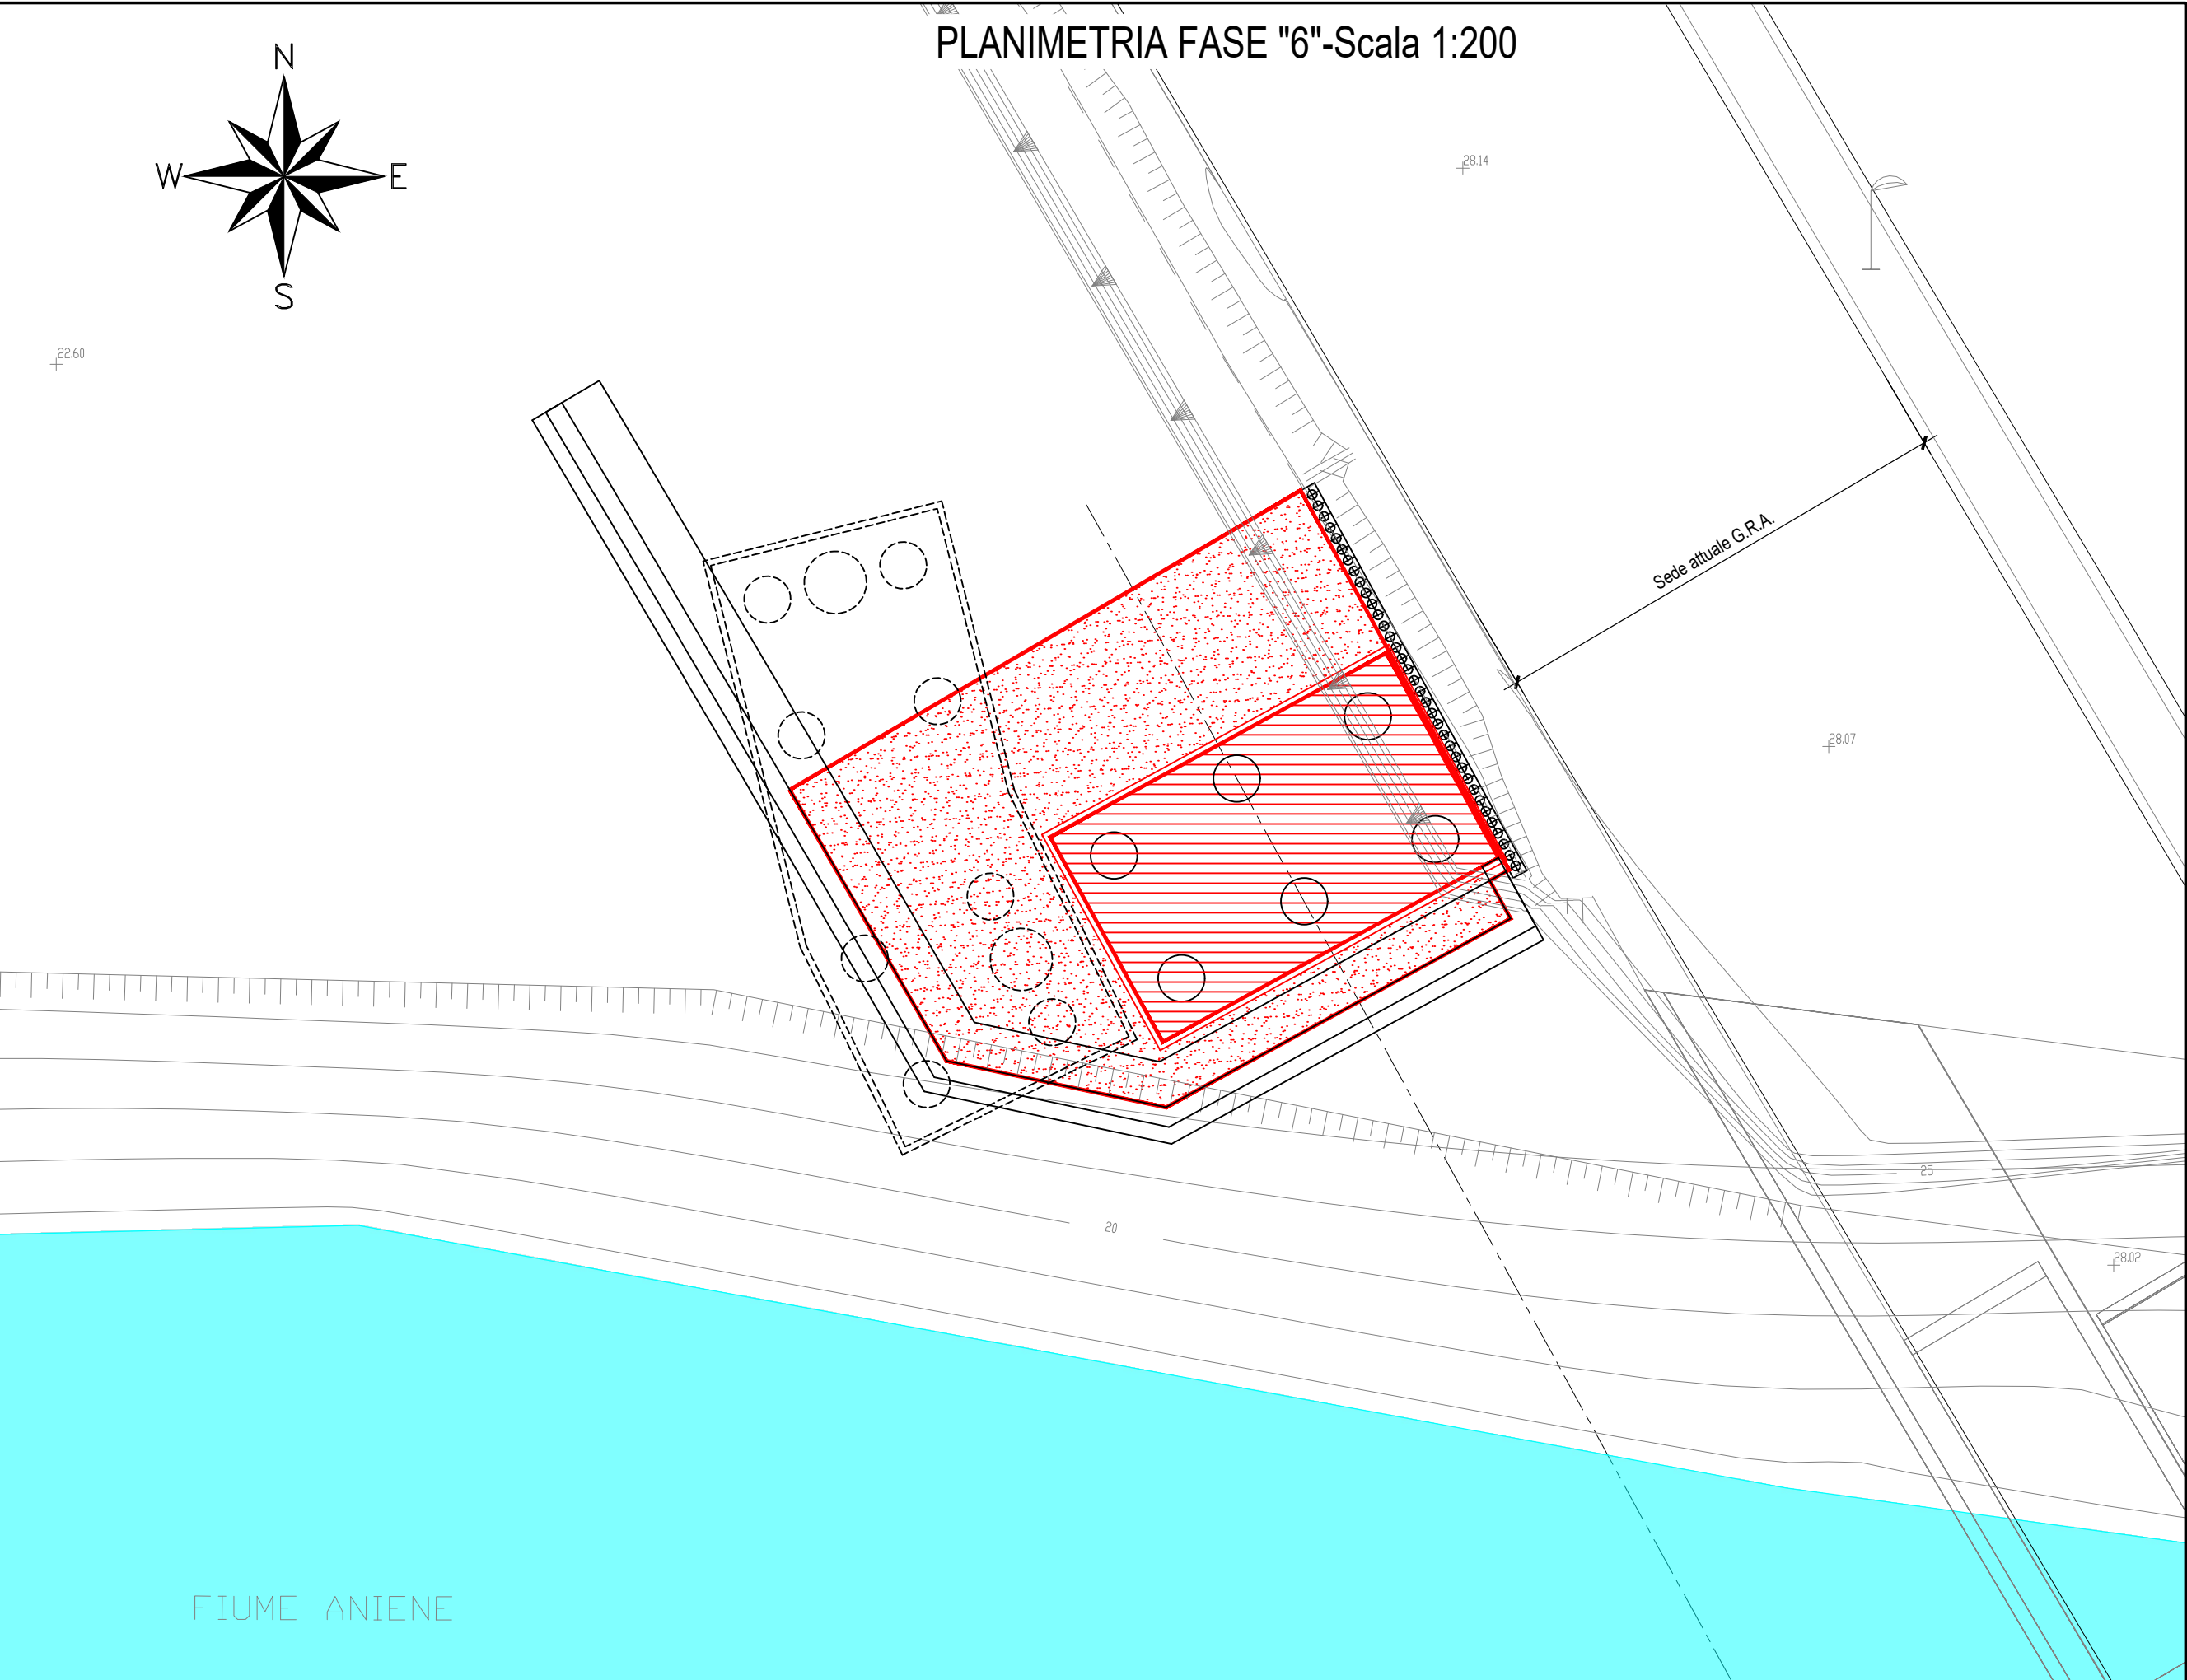 PLANIMETRIA FASE "6"-Scala 1:200
N
W
E
S
28.14
22.60
Sede attuale G.R.A.
28.07
25
20
28.02
FIUME ANIENE